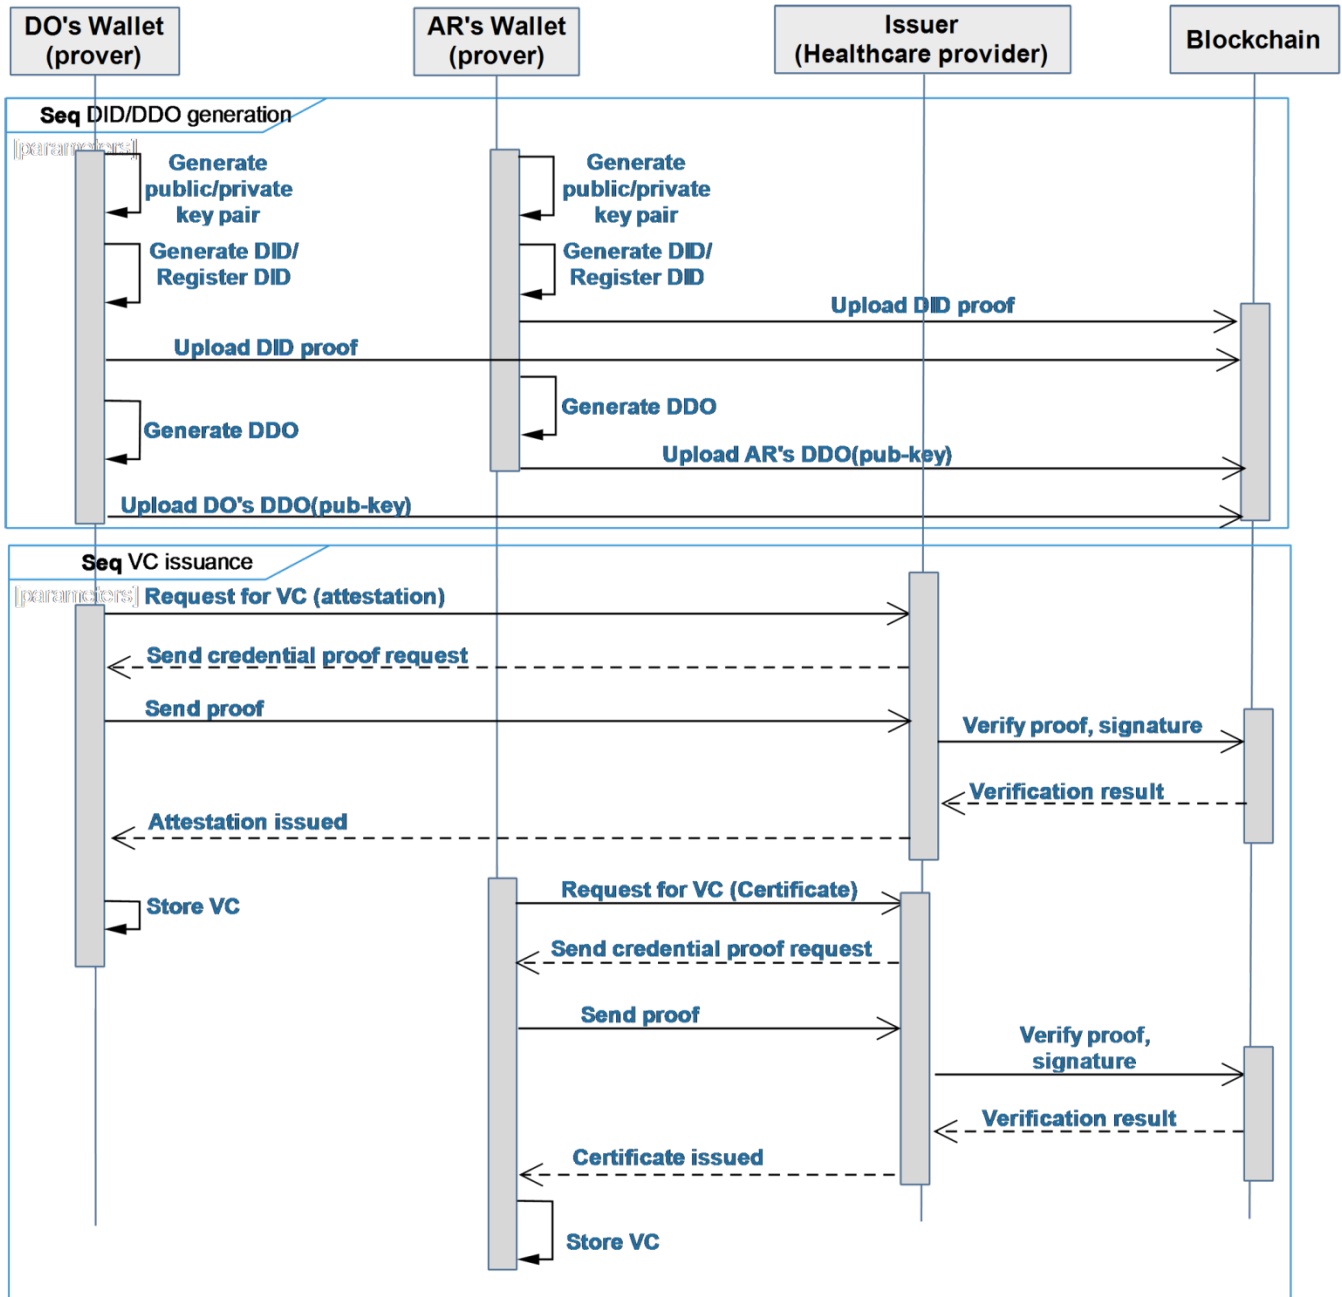 DO's Wallet
(prover)
AR's Wallet
(prover)
Issuer
(Healthcare provider)
Blockchain
Seq DID/DDO generation
[parameters]
Generate
public/private
key pair
Generate
public/private
key pair
Generate DID/
Register DID
Generate DID/
Register DID
Upload DID proof
Upload DID proof
Generate DDO
Generate DDO
Upload AR's DDO(pub-key)
Upload DO's DDO(pub-key)
Seq VC issuance
[parameters]
Request for VC (attestation)
Send credential proof request
Send proof
Verify proof, signature
Verification result
Attestation issued
Request for VC (Certificate)
Store VC
Send credential proof request
Send proof
Verify proof,
signature
Verification result
Certificate issued
Store VC